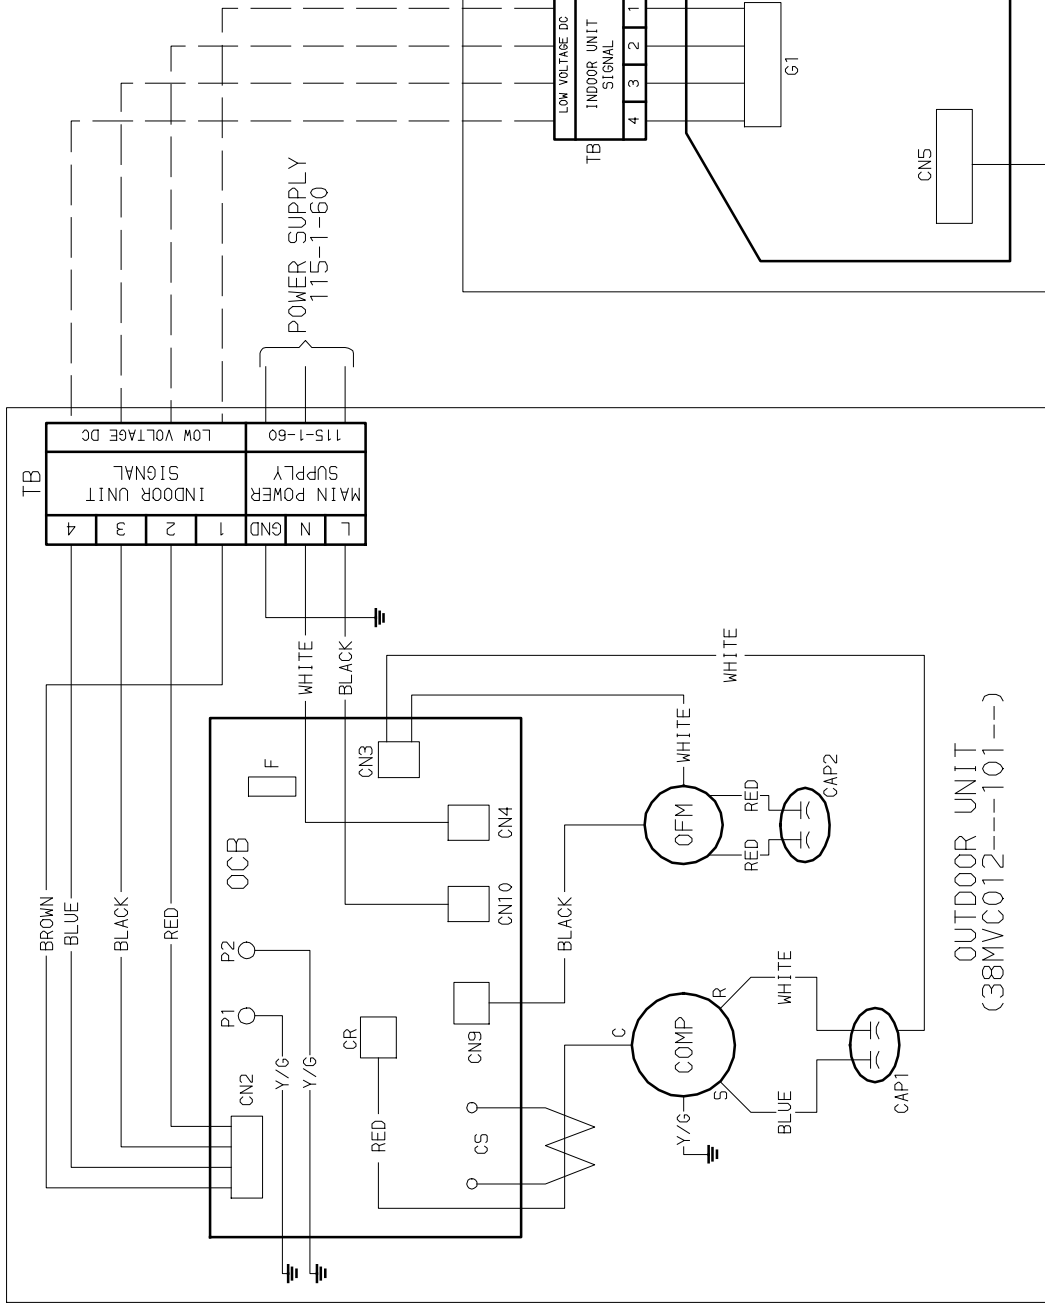 LOW VOLTAGE DC
INDOOR UNIT
SIGNAL
1
2
3
4
TB
G1
CN5
POWER SUPPLY
115-1-60
TB
LOW VOLTAGE DC
115-1-60
INDOOR UNIT
SIGNAL
MAIN POWER
SUPPLY
4
3
2
1
GND
N
L
WHITE
BLACK
WHITE
BROWN
BLUE
BLACK
RED
OCB
F
CN3
CN4
CN10
P2
P1
Y/G
Y/G
CN2
CR
CN9
RED
CS
BLACK
WHITE
OFM
RED
RED
CAP2
COMP
C
R
S
Y/G
WHITE
BLUE
CAP1
OUTDOOR UNIT
(38MVC012---101--)